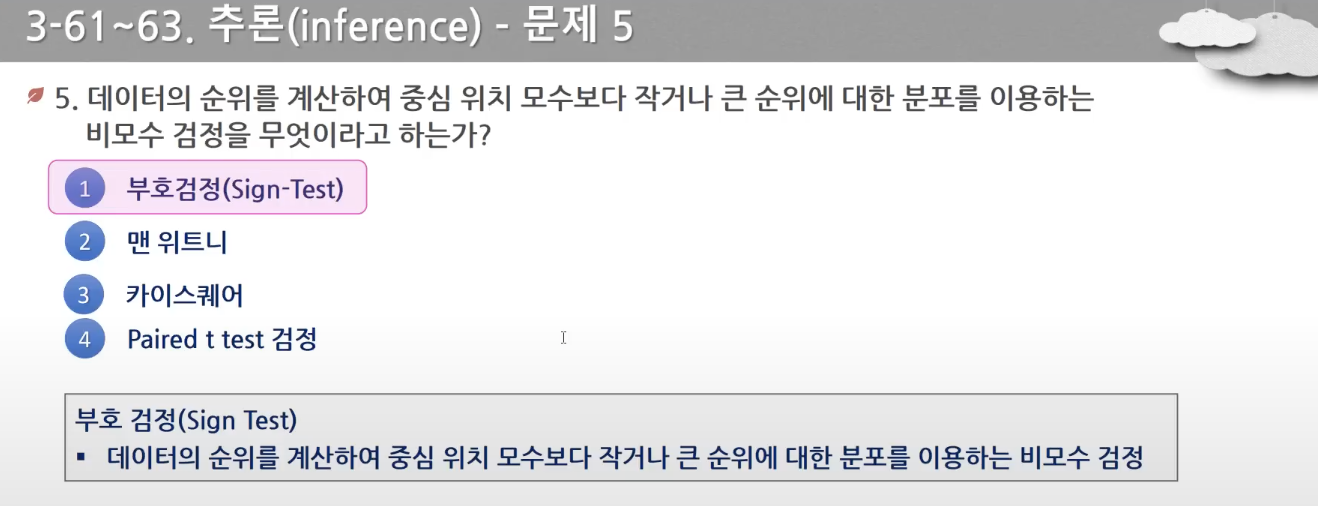 3-61~63. 추론(inference) - 문제 5
5. 데이터의 순위를 계산하여 중심 위치 모수보다 작거나 큰 순위에 대한 분포를 이용하는
비모수 검정을 무엇이라고 하는가?
1 부호검정(Sign-Test)
2 맨 위트니
3 카이스퀘어
4 Paired t test 검정
부호 검정(Sign Test)
▪ 데이터의 순위를 계산하여 중심 위치 모수보다 작거나 큰 순위에 대한 분포를 이용하는 비모수 검정